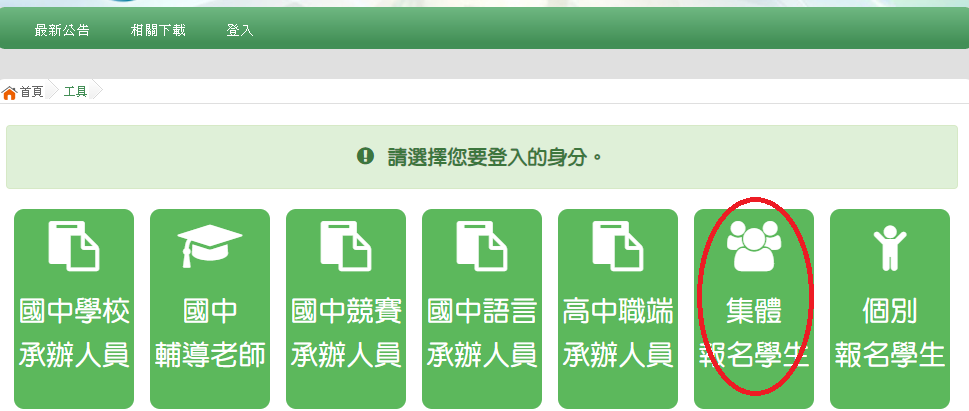 最新公告 相關下載 登入
首頁 工具
請選擇您要登入的身分。
國中學校
承辦人員
國中
輔導老師
國中競賽
承辦人員
國中語言
承辦人員
高中職端
承辦人員
集體
報名學生
個別
報名學生